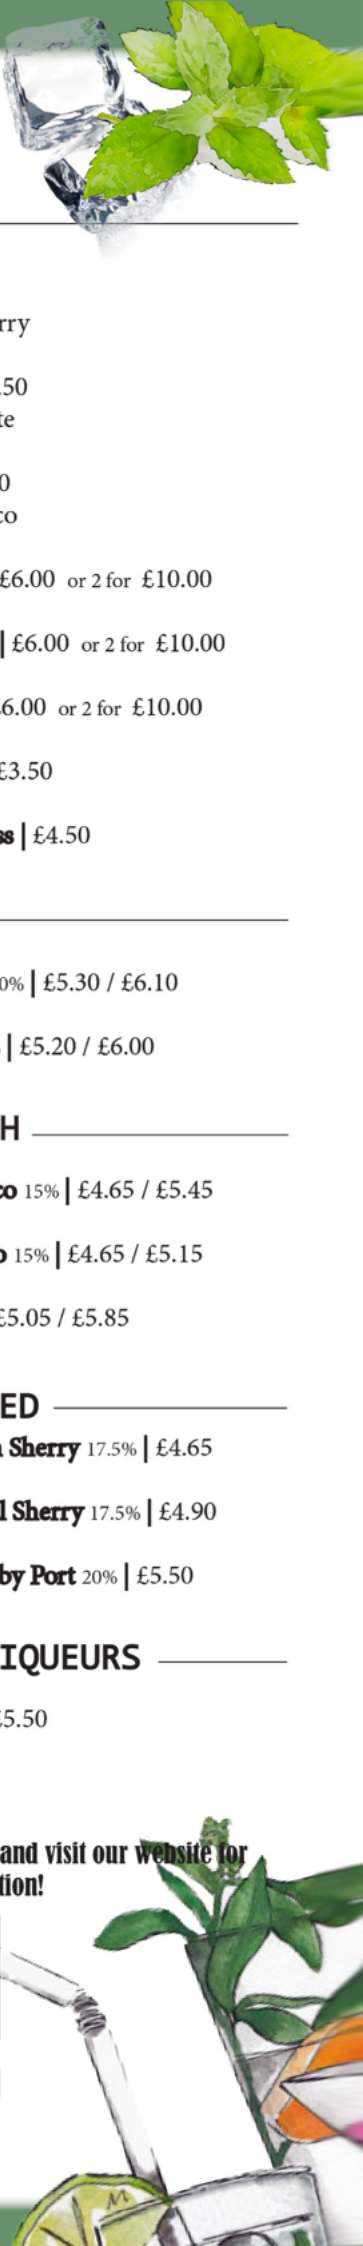 rry
.50
te
0
co
£6.00 or 2 for £10.00
| £6.00 or 2 for £10.00
£6.00 or 2 for £10.00
£3.50
ss | £4.50
0% | £5.30 / £6.10
| £5.20 / £6.00
H
co 15% | £4.65 / £5.45
o 15% | £4.65 / £5.15
£5.05 / £5.85
ED
n Sherry 17.5% | £4.65
l Sherry 17.5% | £4.90
by Port 20% | £5.50
IQUEURS
£5.50
and visit our website for
tion!